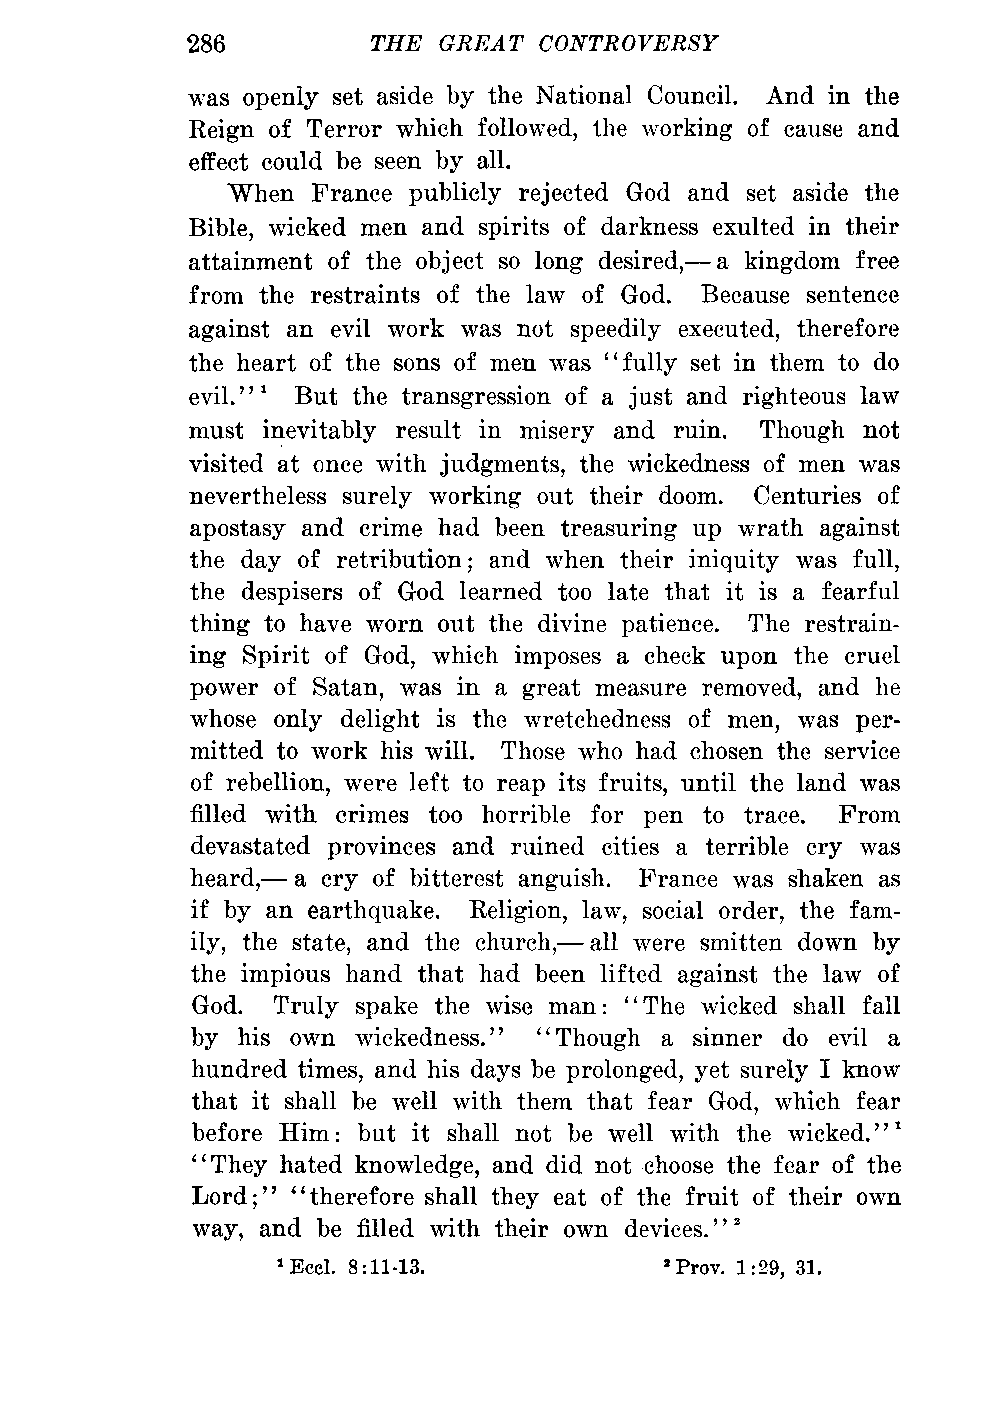 286 THE GREAT CONTROVERSY
was openly set aside by the National Council. And in the
Reign of Terror which followed, the working of cause and
effect could be seen by all.
When France publicly rejected God and set aside the
Bible, wicked men and spirits of darkness exulted in their
attainment of the object so long desired,— a kingdom free
from the restraints of the law of God. Because sentence
against an evil work was not speedily executed, therefore
the heart of the sons of men was "fully set in them to do
evil."¹ But the transgression of a just and righteous law
must inevitably result in misery and ruin. Though not
visited at once with judgments, the wickedness of men was
nevertheless surely working out their doom. Centuries of
apostasy and crime had been treasuring up wrath against
the day of retribution; and when their iniquity was full,
the despisers of God learned too late that it is a fearful
thing to have worn out the divine patience. The restrain-
ing Spirit of God, which imposes a check upon the cruel
power of Satan, was in a great measure removed, and he
whose only delight is the wretchedness of men, was per-
mitted to work his will. Those who had chosen the service
of rebellion, were left to reap its fruits, until the land was
filled with crimes too horrible for pen to trace. From
devastated provinces and ruined cities a terrible cry was
heard,— a cry of bitterest anguish. France was shaken as
if by an earthquake. Religion, law, social order, the fam-
ily, the state, and the church,— all were smitten down by
the impious hand that had been lifted against the law of
God. Truly spake the wise man: "The wicked shall fall
by his own wickedness." "Though a sinner do evil a
hundred times, and his days be prolonged, yet surely I know
that it shall be well with them that fear God, which fear
before Him: but it shall not be well with the wicked."¹
"They hated knowledge, and did not choose the fear of the
Lord;" "therefore shall they eat of the fruit of their own
way, and be filled with their own devices."²
¹ Eccl. 8:11-13. ² Prov. 1:29, 31.